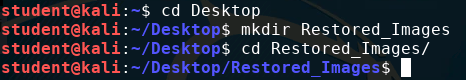 student@kali:~$ cd Desktop
student@kali:~/Desktop$ mkdir Restored_Images
student@kali:~/Desktop$ cd Restored_Images/
student@kali:~/Desktop/Restored_Images$